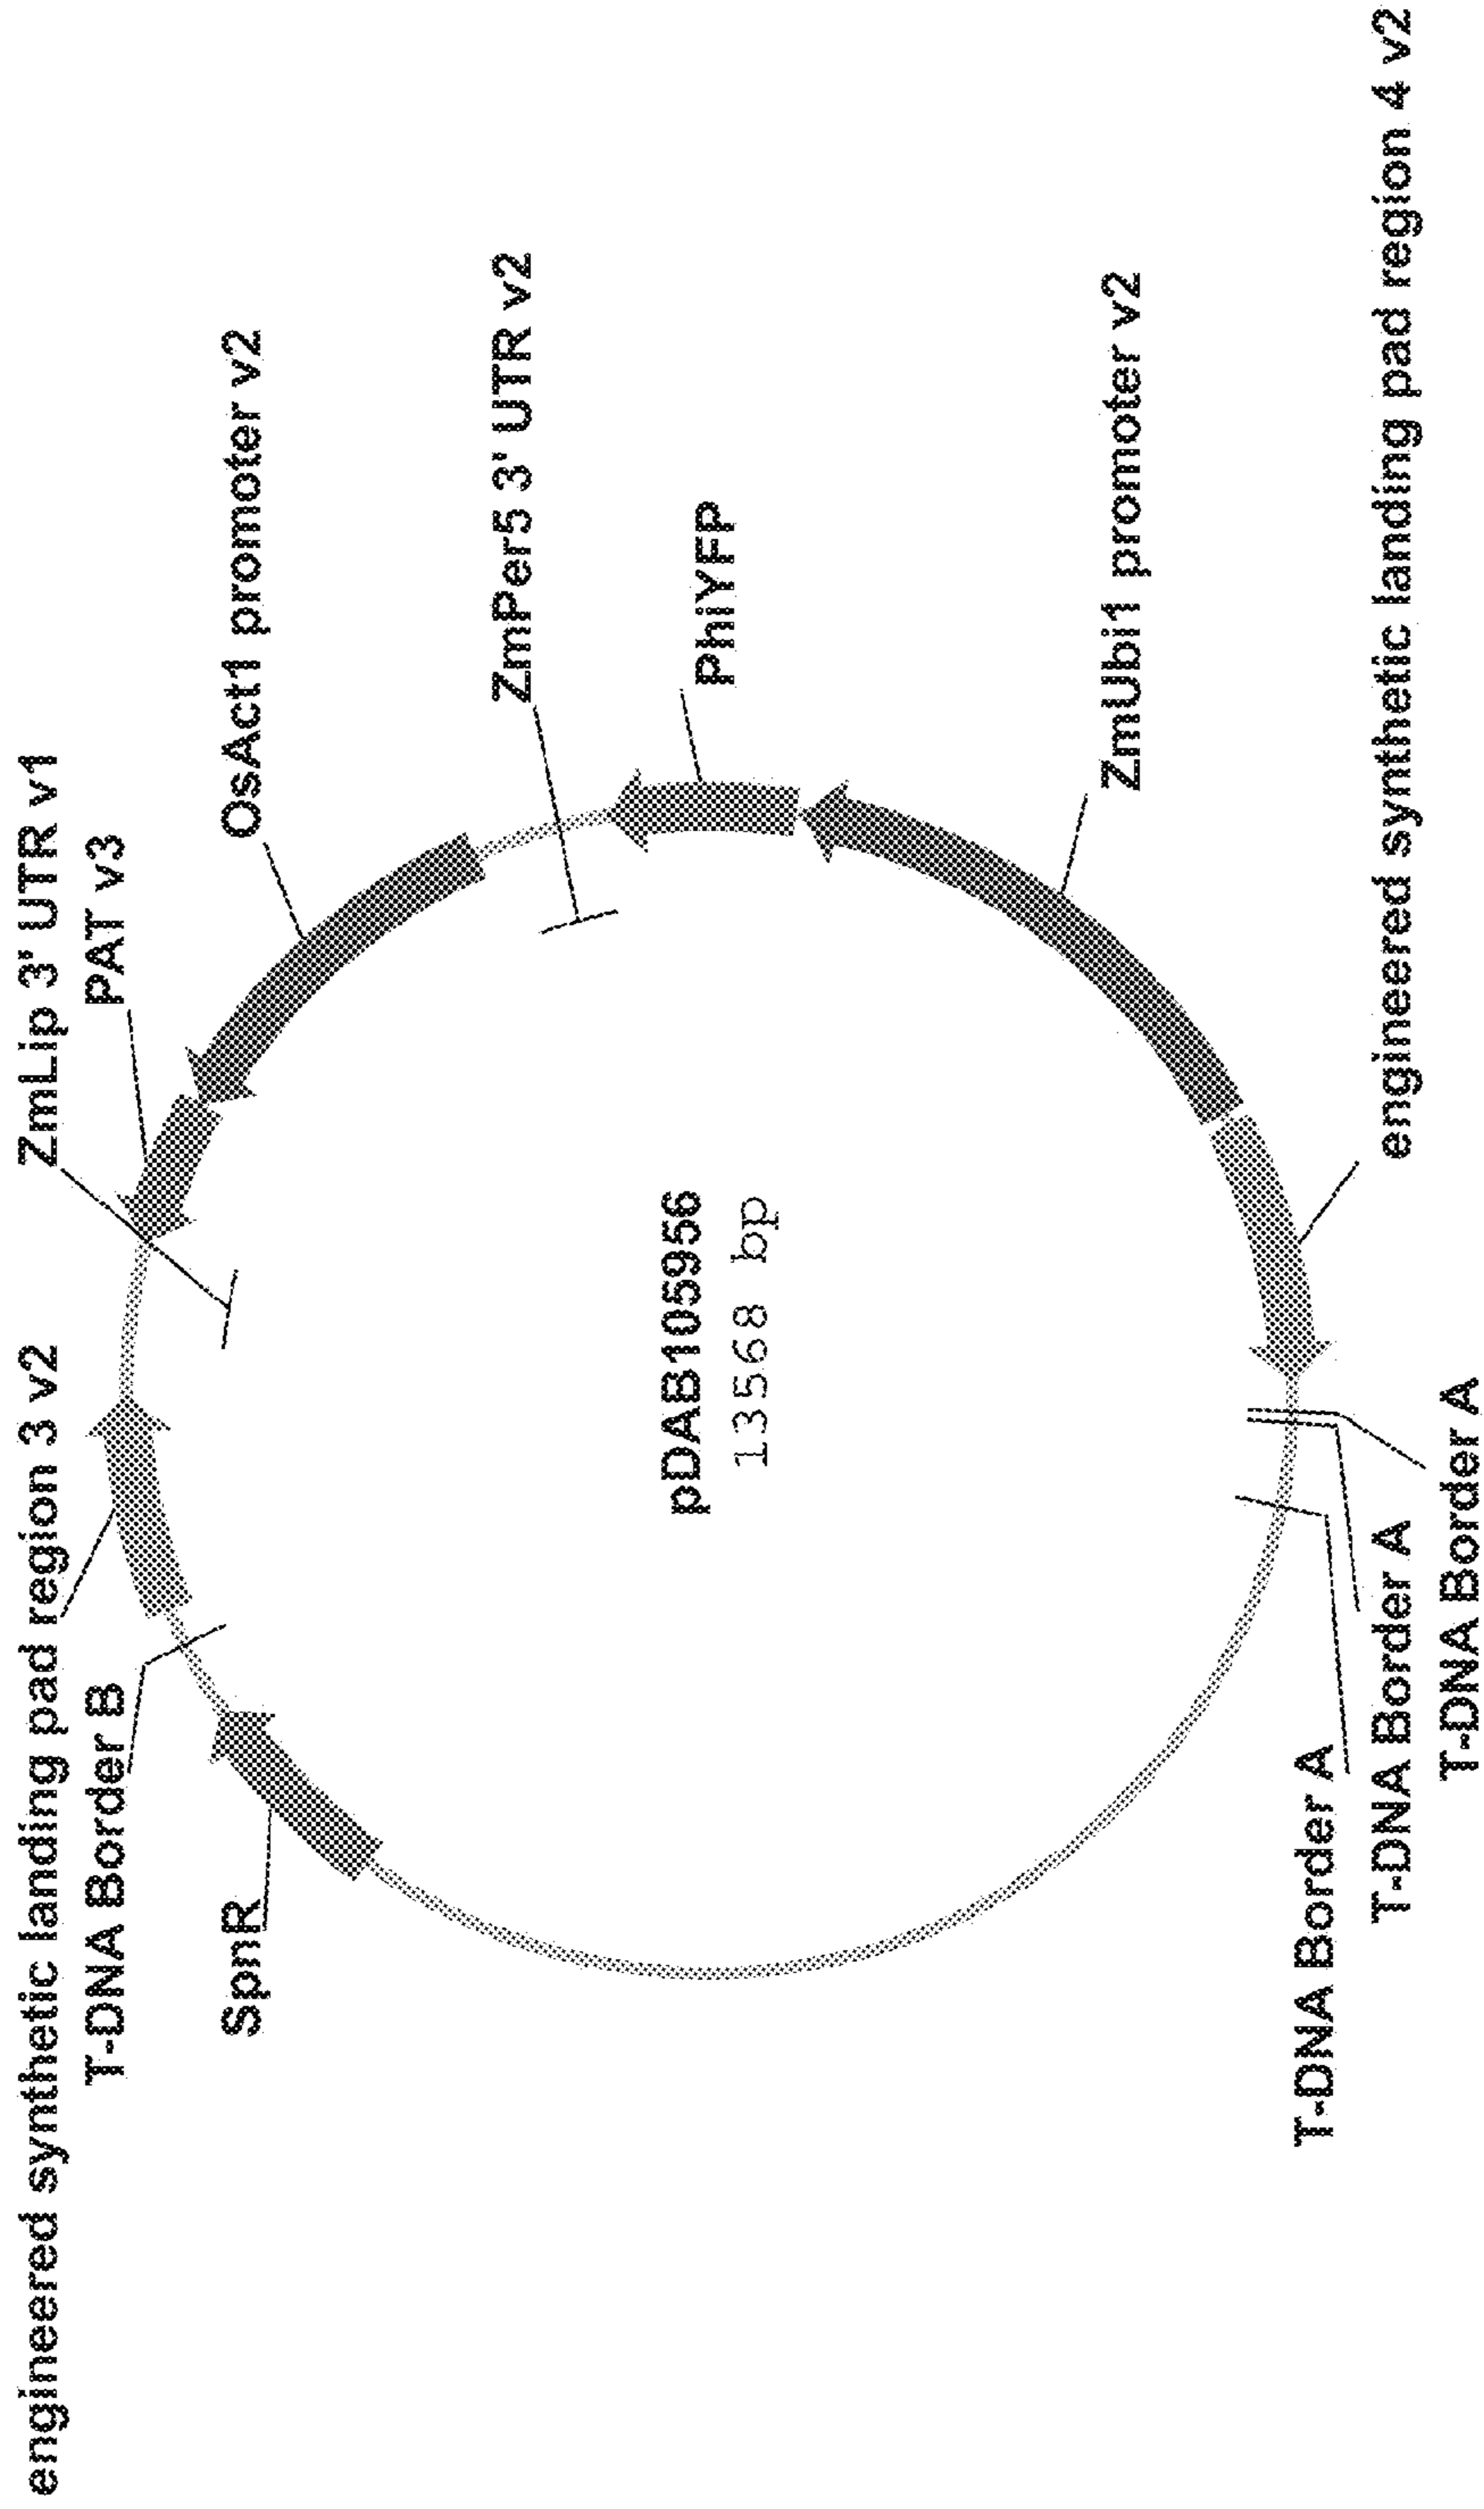 engineered synthetic landing pad region 3 v2
ZmLip 3' UTR v1
T-DNA Border B
PAT v3
SpnR
OsAct1 promoter v2
ZmPer5 3' UTR v2
pDAB105956
PhiYFP
13568 bp
ZmUbi1 promoter v2
T-DNA Border A
T-DNA Border A
engineered synthetic landing pad region 4 v2
T-DNA Border A